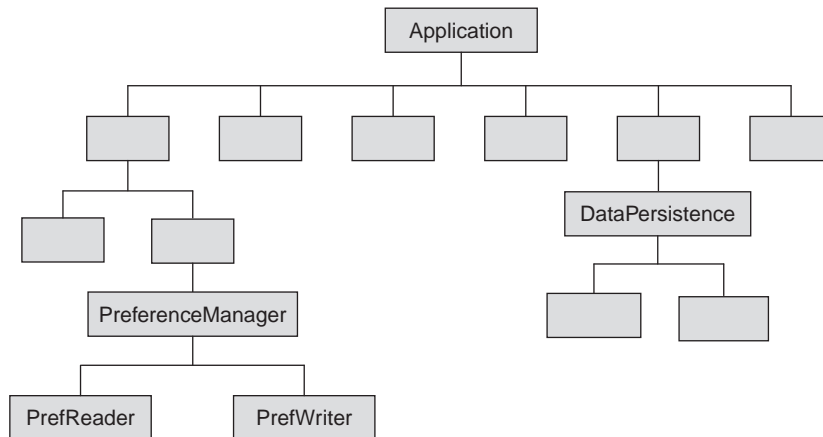 Application
DataPersistence
PreferenceManager
PrefReader
PrefWriter